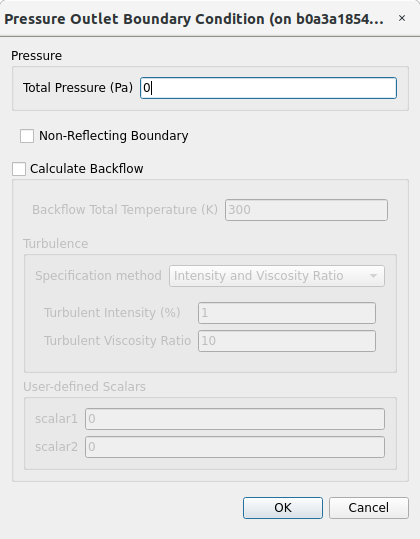 Pressure Outlet Boundary Condition (on b0a3a1854...
Pressure
Total Pressure (Pa) 0
Non-Reflecting Boundary
Calculate Backflow
Backflow Total Temperature (K) 300
Turbulence
Specification method Intensity and Viscosity Ratio
Turbulent Intensity (%) 1
Turbulent Viscosity Ratio 10
User-defined Scalars
scalar1 0
scalar2 0
OK Cancel